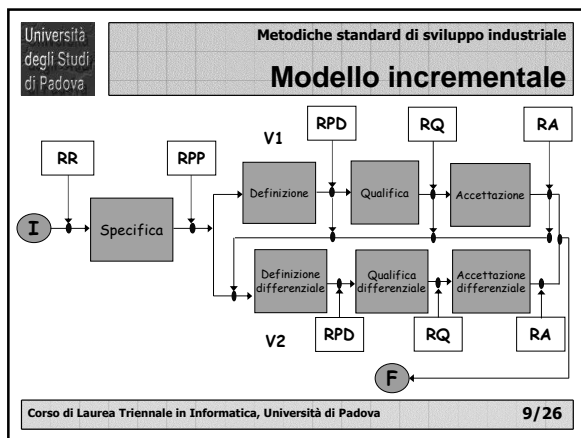 Università
degli Studi
di Padova
Metodiche standard di sviluppo industriale
Modello incrementale
V1
RPD
RQ
RA
RR
RPP
I
Specifica
Definizione
Qualifica
Accettazione
Definizione
differenziale
Qualifica
differenziale
Accettazione
differenziale
V2
RPD
RQ
RA
F
Corso di Laurea Triennale in Informatica, Università di Padova
9/26